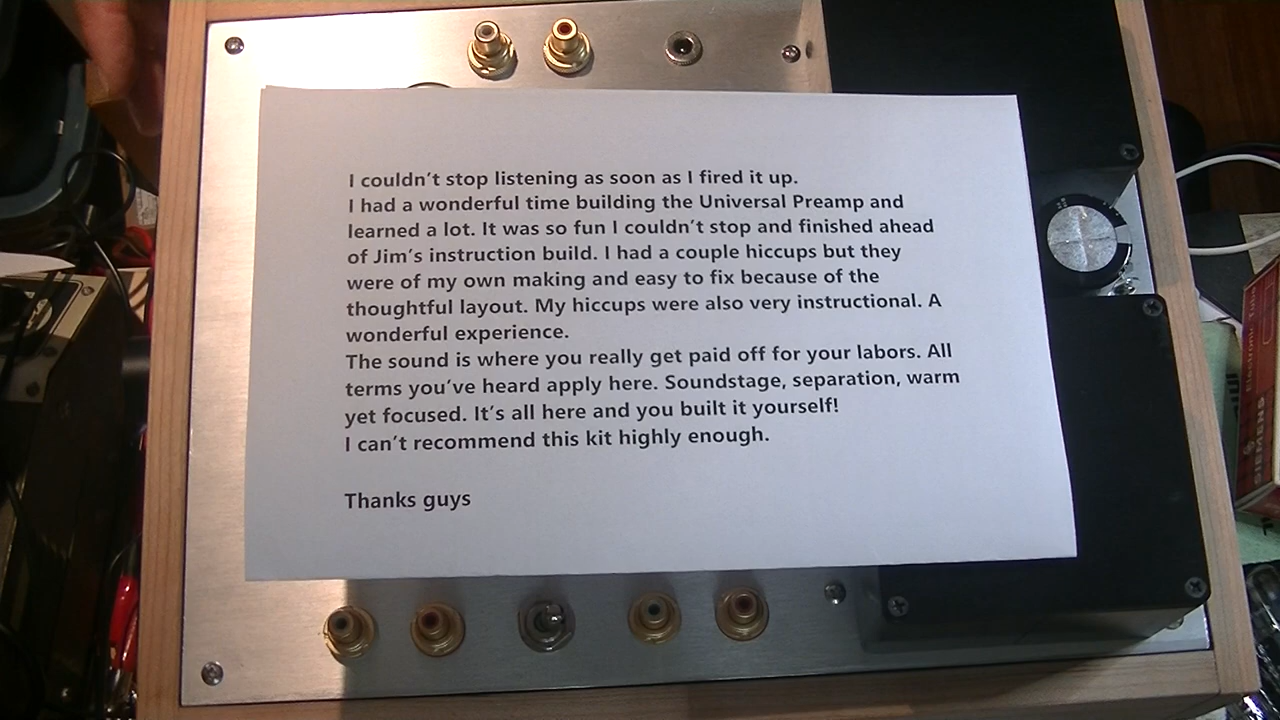 I couldn't stop listening as soon as I fired it up.
I had a wonderful time building the Universal Preamp and
learned a lot. It was so fun I couldn't stop and finished ahead
of Jim's instruction build. I had a couple hiccups but they
were of my own making and easy to fix because of the
thoughtful layout. My hiccups were also very instructional. A
wonderful experience.
The sound is where you really get paid off for your labors. All
terms you've heard apply here. Soundstage, separation, warm
yet focused. It's all here and you built it yourself!
I can't recommend this kit highly enough.
Thanks guys
SIEMENS